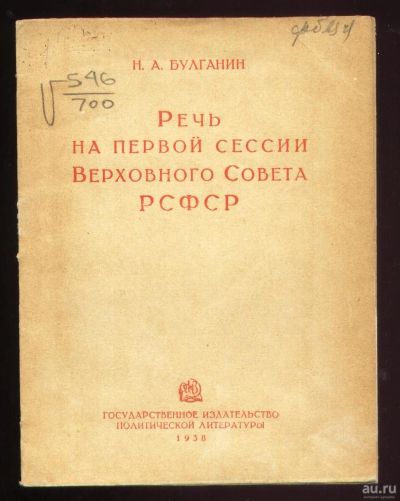 Н. А. БУЛГАНИН
546
700
РЕЧЬ
НА ПЕРВОЙ СЕССИИ
ВЕРХОВНОГО СОВЕТА
РСФСР
ГОСУДАРСТВЕННОЕ ИЗДАТЕЛЬСТВО
ПОЛИТИЧЕСКОЙ ЛИТЕРАТУРЫ
1938
au.ru